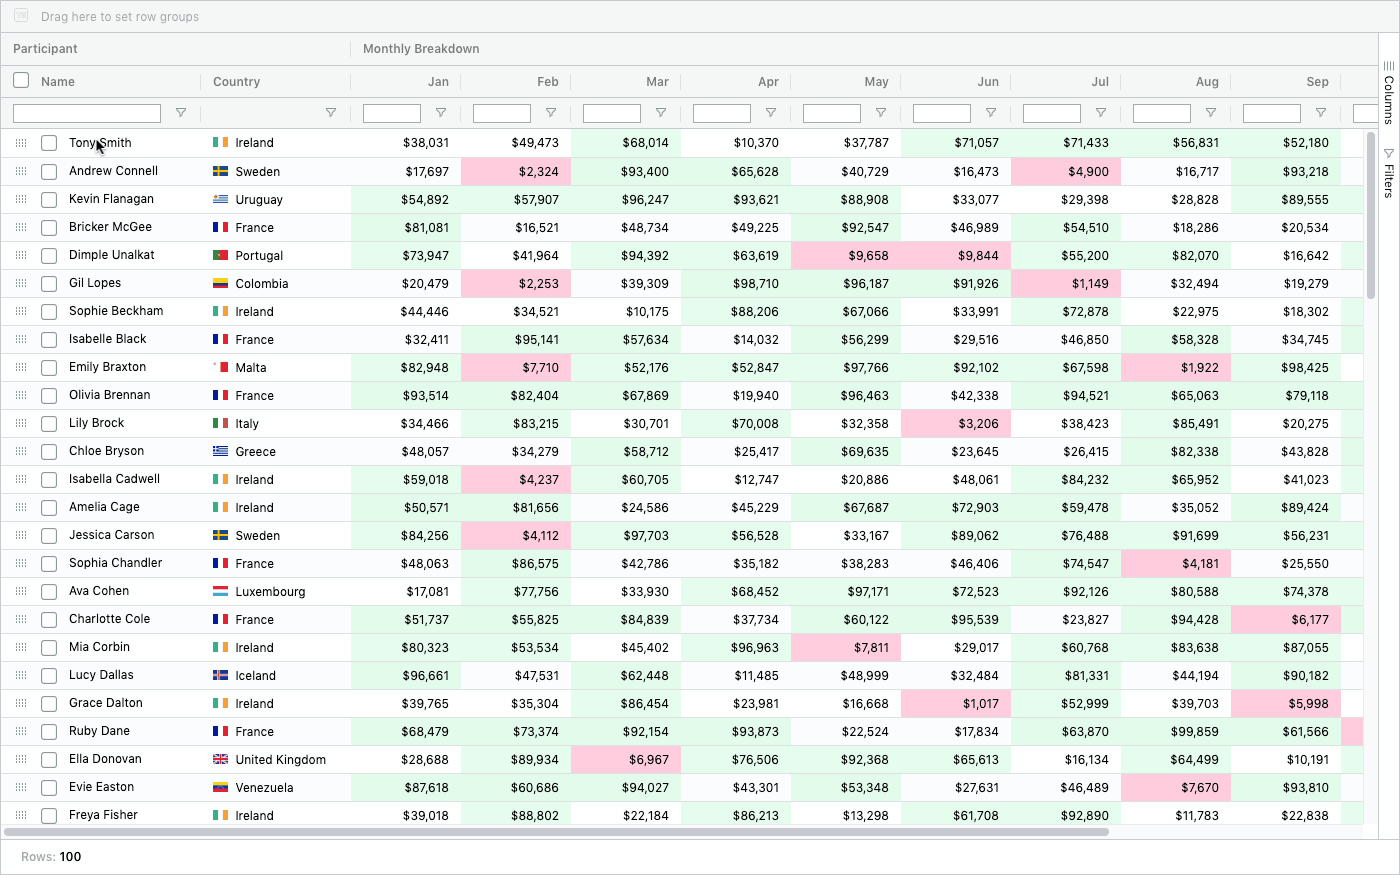 Drag here to set row groups
Participant Monthly Breakdown
Name Country Jan Feb Mar Apr May Jun Jul Aug Sep
Tony Smith Ireland $38,031 $49,473 $68,014 $10,370 $37,787 $71,057 $71,433 $56,831 $52,180
Andrew Connell Sweden $17,697 $2,324 $93,400 $65,628 $40,729 $16,473 $4,900 $16,717 $93,218
Kevin Flanagan Uruguay $54,892 $57,907 $96,247 $93,621 $88,908 $33,077 $29,398 $28,828 $89,555
Bricker McGee France $81,081 $16,521 $48,734 $49,225 $92,547 $46,989 $54,510 $18,286 $20,534
Dimple Unalkat Portugal $73,947 $41,964 $94,392 $63,619 $9,658 $9,844 $55,200 $82,070 $16,642
Gil Lopes Colombia $20,479 $2,253 $39,309 $98,710 $96,187 $91,926 $1,149 $32,494 $19,279
Sophie Beckham Ireland $44,446 $34,521 $10,175 $88,206 $67,066 $33,991 $72,878 $22,975 $18,302
Isabelle Black France $32,411 $95,141 $57,634 $14,032 $56,299 $29,516 $46,850 $58,328 $34,745
Emily Braxton Malta $82,948 $7,710 $52,176 $52,847 $97,766 $92,102 $67,598 $1,922 $98,425
Olivia Brennan France $93,514 $82,404 $67,869 $19,940 $96,463 $42,338 $94,521 $65,063 $79,118
Lily Brock Italy $34,466 $83,215 $30,701 $70,008 $32,358 $3,206 $38,423 $85,491 $20,275
Chloe Bryson Greece $48,057 $34,279 $58,712 $25,417 $69,635 $23,645 $26,415 $82,338 $43,828
Isabella Cadwell Ireland $59,018 $4,237 $60,705 $12,747 $20,886 $48,061 $84,232 $65,952 $41,023
Amelia Cage Ireland $50,571 $81,656 $24,586 $45,229 $67,687 $72,903 $59,478 $35,052 $89,424
Jessica Carson Sweden $84,256 $4,112 $97,703 $56,528 $33,167 $89,062 $76,488 $91,699 $56,231
Sophia Chandler France $48,063 $86,575 $42,786 $35,182 $38,283 $46,406 $74,547 $4,181 $25,550
Ava Cohen Luxembourg $17,081 $77,756 $33,930 $68,452 $97,171 $72,523 $92,126 $80,588 $74,378
Charlotte Cole France $51,737 $55,825 $84,839 $37,734 $60,122 $95,539 $23,827 $94,428 $6,177
Mia Corbin Ireland $80,323 $53,534 $45,402 $96,963 $7,811 $29,017 $60,768 $83,638 $87,055
Lucy Dallas Iceland $96,661 $47,531 $62,448 $11,485 $48,999 $32,484 $81,331 $44,194 $90,182
Grace Dalton Ireland $39,765 $35,304 $86,454 $23,981 $16,668 $1,017 $52,999 $39,703 $5,998
Ruby Dane France $68,479 $73,374 $92,154 $93,873 $22,524 $17,834 $63,870 $99,859 $61,566
Ella Donovan United Kingdom $28,688 $89,934 $6,967 $76,506 $92,368 $65,613 $16,134 $64,499 $10,191
Evie Easton Venezuela $87,618 $60,686 $94,027 $43,301 $53,348 $27,631 $46,489 $7,670 $93,810
Freya Fisher Ireland $39,018 $88,802 $22,184 $86,213 $13,298 $61,708 $92,890 $11,783 $22,838
Rows: 100
Columns
Filters